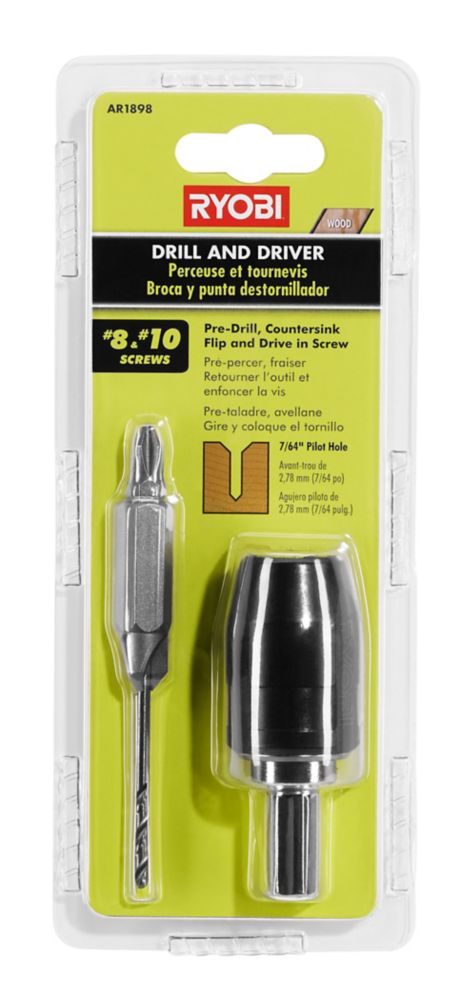 AR1898
RYOBI
WOOD
DRILL AND DRIVER
Perceuse et tournevis
Broca y punta destornillador
#8 & #10
SCREWS
Pre-Drill, Countersink
Flip and Drive in Screw
Pré-percer, fraiser
Retourner l'outil et
enfoncer la vis
Pre-taladre, avellane
Gire y coloque el tornillo
7/64" Pilot Hole
Avant-trou de
2,78 mm (7/64 po)
Agujero piloto de
2,78 mm (7/64 pulg.)